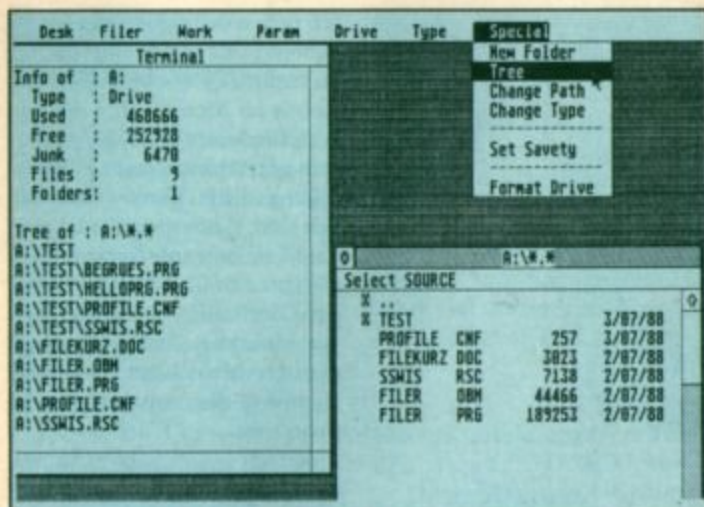 Desk Filer Work Param Drive Type Special
New Folder
Tree
Change Path
Change Type
Set Savety
Format Drive
Terminal
Info of : A:
Type : Drive
Used : 468666
Free : 252928
Junk : 6470
Files : 9
Folders: 1
Tree of : A:\*.*
A:\TEST
A:\TEST\BEGRUES.PRG
A:\TEST\HELLOPRG.PRG
A:\TEST\PROFILE.CNF
A:\TEST\SSWIS.RSC
A:\FILEKURZ.DOC
A:\FILER.OBM
A:\FILER.PRG
A:\PROFILE.CNF
A:\SSWIS.RSC
A:\*.*
Select SOURCE
..
TEST 3/07/88
PROFILE CNF 257 3/07/88
FILEKURZ DOC 3023 2/07/88
SSWIS RSC 7138 2/07/88
FILER OBM 44466 2/07/88
FILER PRG 189253 2/07/88